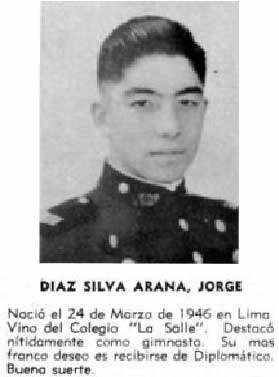 DIAZ SILVA ARANA, JORGE
Nació el 24 de Marzo de 1946 en Lima
Vino del Colegio "La Salle". Destacó
nítidamente como gimnasta. Su mas
franco deseo es recibirse de Diplomático.
Buena suerte.